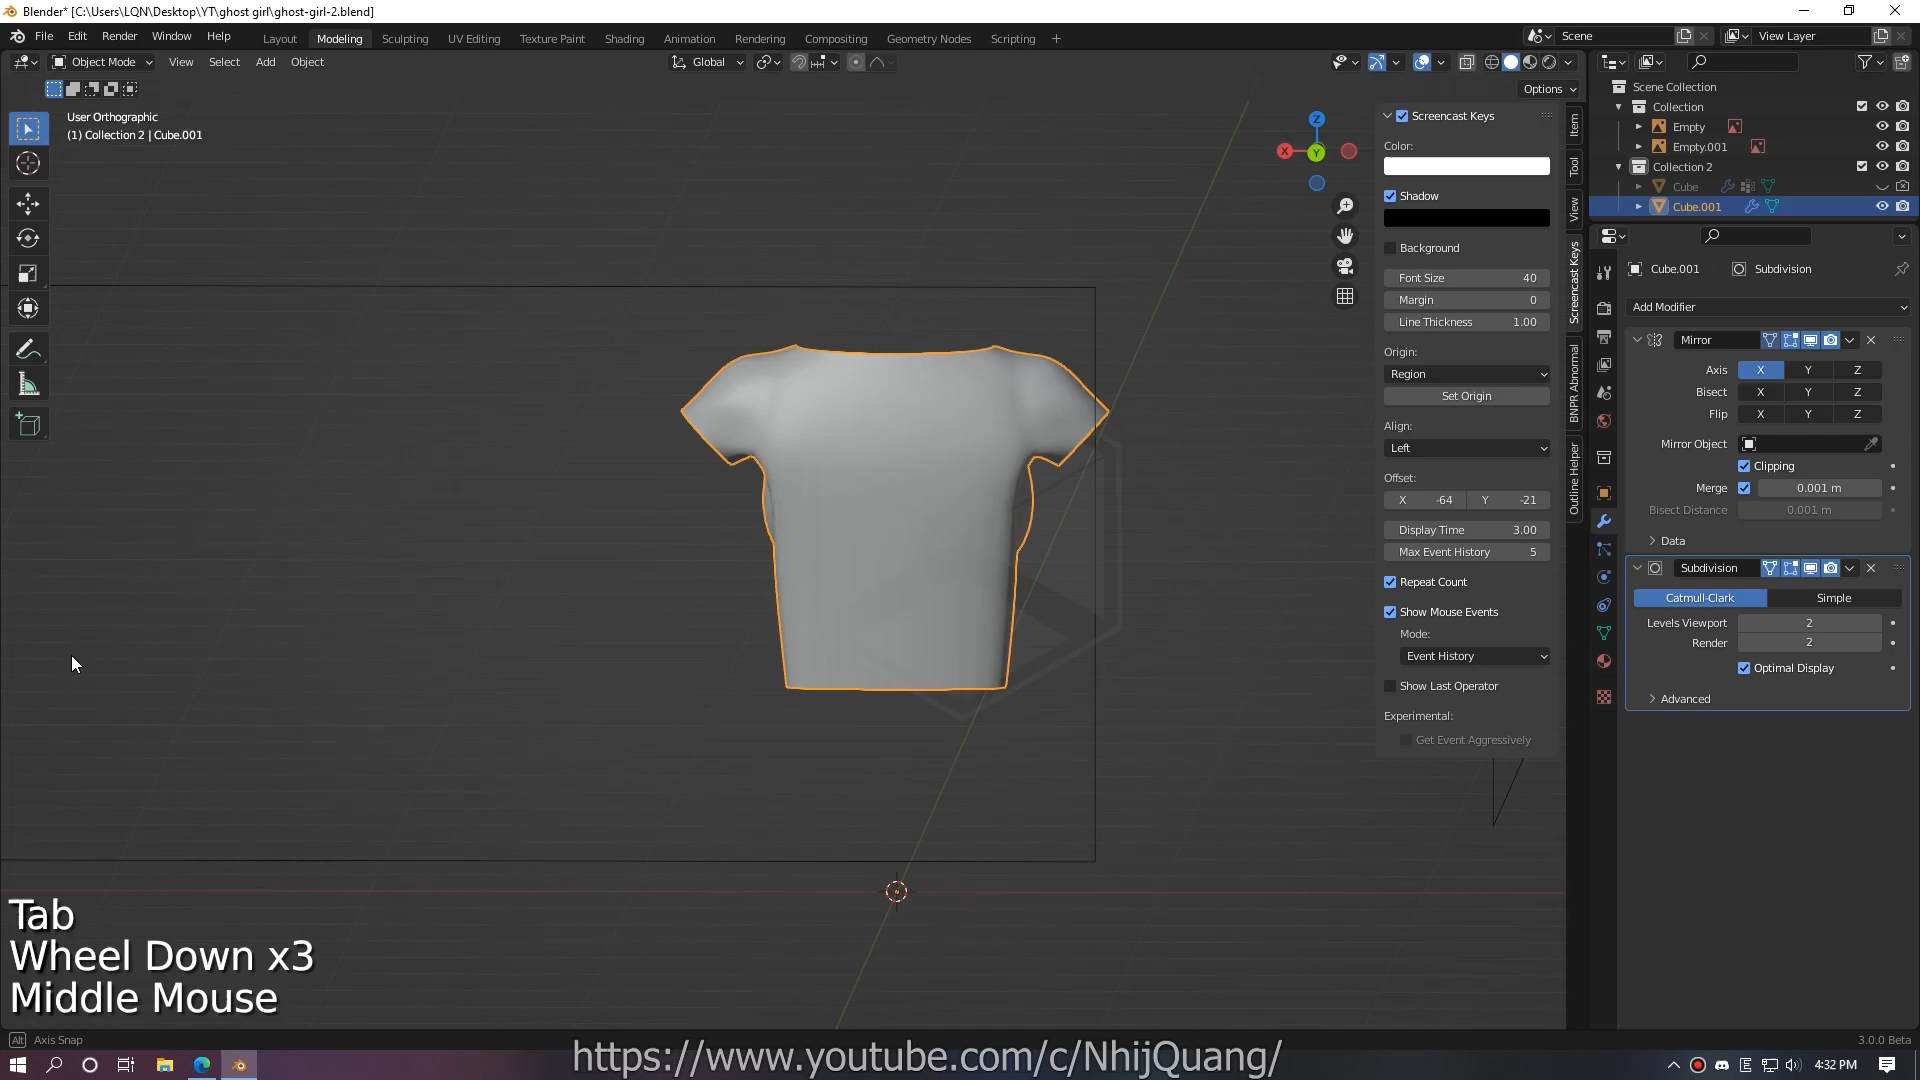 Blender* [C:\Users\LQN\Desktop\YT\ghost girl\ghost-girl-2.blend]
File Edit Render Window Help
Layout Modeling Sculpting UV Editing Texture Paint Shading Animation Rendering Compositing Geometry Nodes Scripting +
Scene
View Layer
Object Mode View Select Add Object
Global
Options
User Orthographic
(1) Collection 2 | Cube.001
Z
X
Y
Screencast Keys
Color:
Shadow
Background
Font Size 40
Margin 0
Line Thickness 1.00
Origin:
Region
Set Origin
Align:
Left
Offset:
X -64 Y -21
Display Time 3.00
Max Event History 5
Repeat Count
Show Mouse Events
Mode:
Event History
Show Last Operator
Experimental:
Get Event Aggressively
Item
Tool
View
Screencast Keys
BNPR Abnormal
Outline Helper
Scene Collection
Collection
Empty
Empty.001
Collection 2
Cube
Cube.001
Cube.001 Subdivision
Add Modifier
Mirror
Axis X Y Z
Bisect X Y Z
Flip X Y Z
Mirror Object
Clipping
Merge 0.001 m
Bisect Distance 0.001 m
Data
Subdivision
Catmull-Clark Simple
Levels Viewport 2
Render 2
Optimal Display
Advanced
Tab
Wheel Down x3
Middle Mouse
Alt Axis Snap
3.0.0 Beta
https://www.youtube.com/c/NhijQuang/
4:32 PM